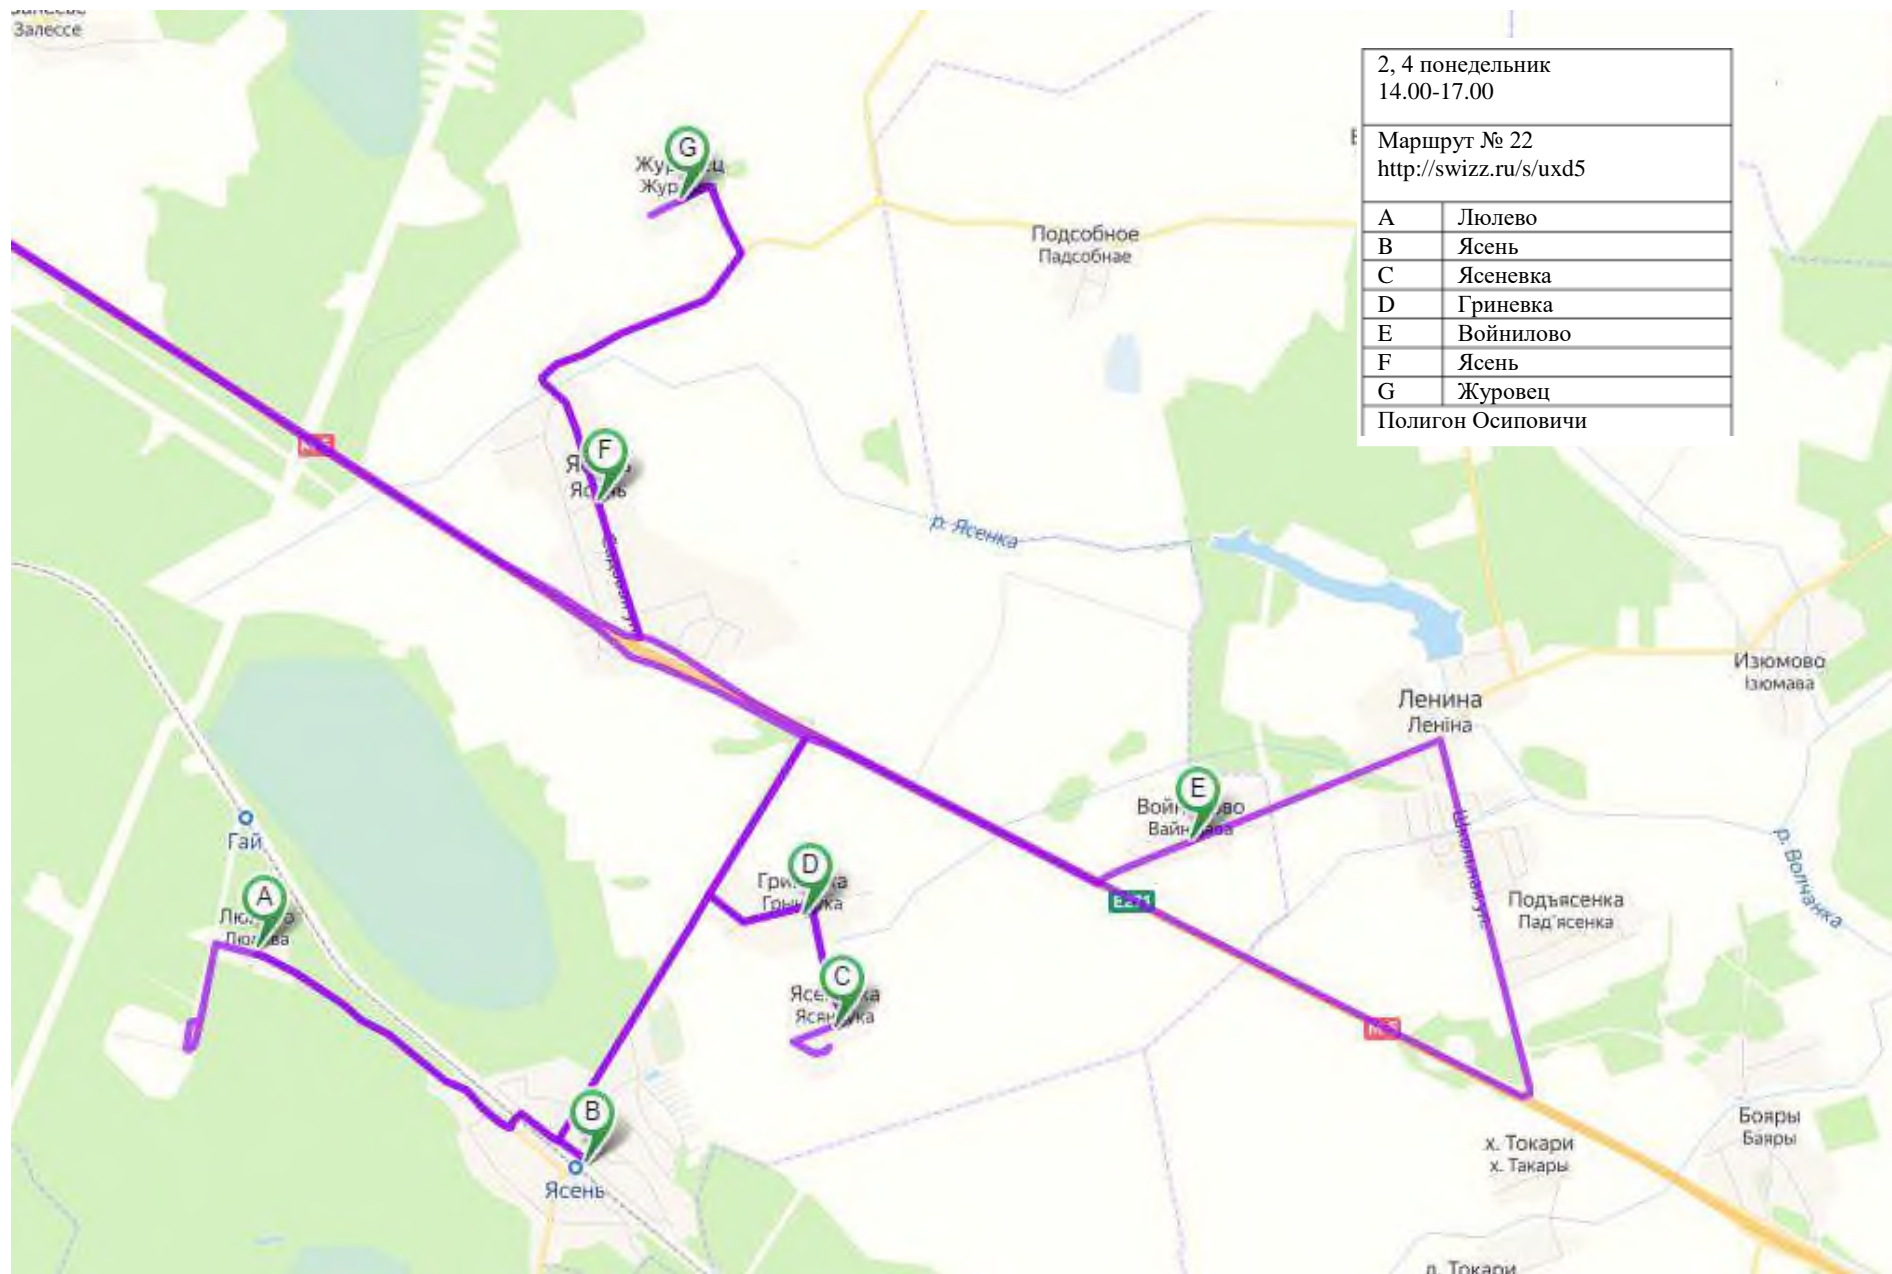 Залессе
2, 4 понедельник
14.00-17.00
Маршрут № 22
http://swizz.ru/s/uxd5
A Люлево
B Ясень
C Ясеневка
D Гриневка
E Войнилово
F Ясень
G Журовец
Полигон Осиповичи
G
Подсобное
Падсобнае
F
р. Ясенка
Изюмово
Ізюмава
Ленина
Леніна
E
Гай
D
A
Школьная ул.
р. Волчанка
Подъясенка
Пад'ясенка
C
B
Ясень
х. Токари
х. Такары
Бояры
Баяры